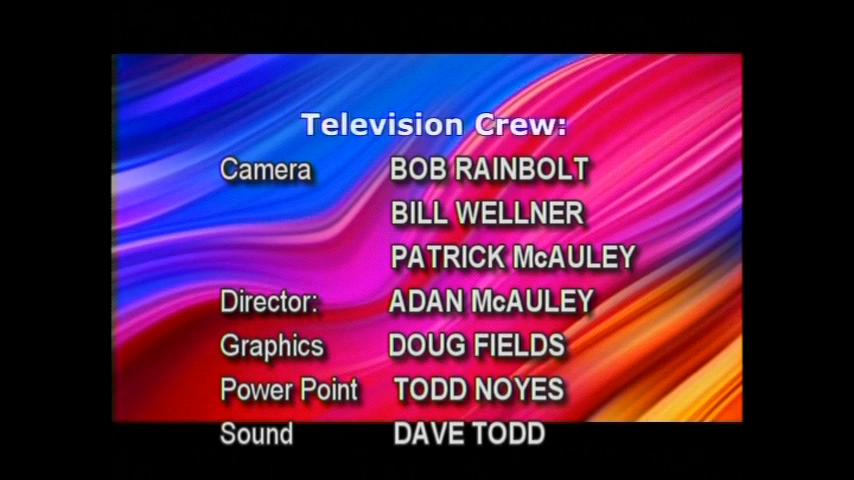 Television Crew:
Camera BOB RAINBOLT
BILL WELLNER
PATRICK McAULEY
Director: ADAN McAULEY
Graphics DOUG FIELDS
Power Point TODD NOYES
Sound DAVE TODD